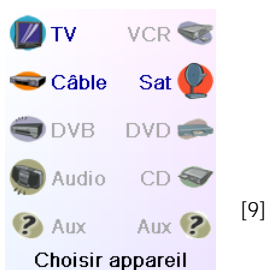 TV VCR
Câble Sat
DVB DVD
Audio CD
[9]
Aux Aux
Choisir appareil